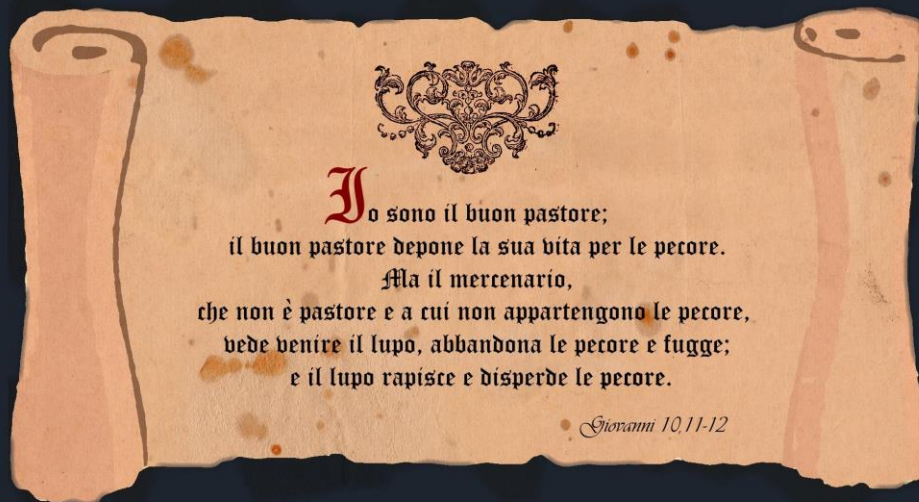 Io sono il buon pastore;
il buon pastore depone la sua vita per le pecore.
Ma il mercenario,
che non è pastore e a cui non appartengono le pecore,
vede venire il lupo, abbandona le pecore e fugge;
e il lupo rapisce e disperde le pecore.
Giovanni 10,11-12